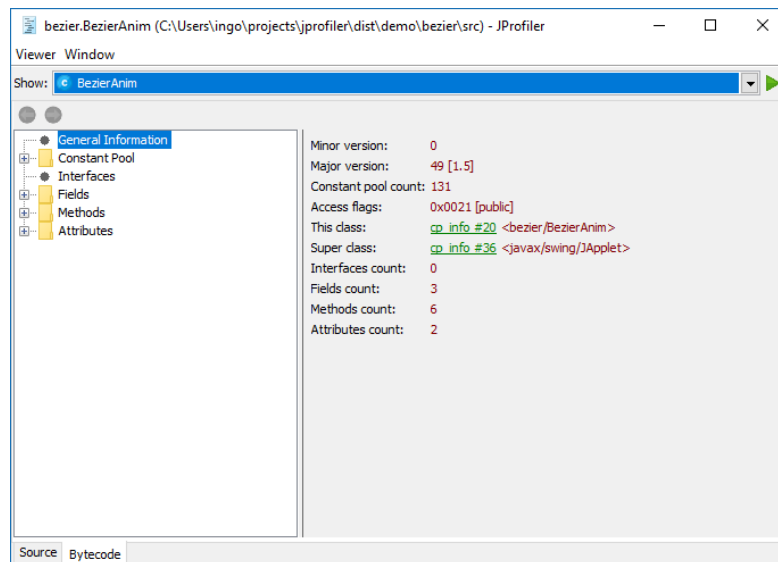 bezier.BezierAnim (C:\Users\ingo\projects\jprofiler\dist\demo\bezier\src) - JProfiler
Viewer Window
Show: BezierAnim
General Information
Constant Pool
Interfaces
Fields
Methods
Attributes
Minor version: 0
Major version: 49 [1.5]
Constant pool count: 131
Access flags: 0x0021 [public]
This class: cp_info #20 <bezier/BezierAnim>
Super class: cp_info #36 <javax/swing/JApplet>
Interfaces count: 0
Fields count: 3
Methods count: 6
Attributes count: 2
Source Bytecode